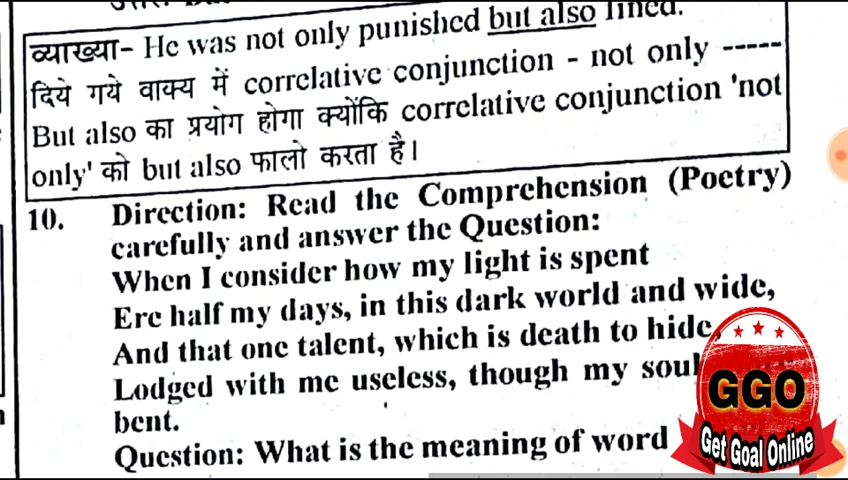 व्याख्या- He was not only punished but also fined.
दिये गये वाक्य में correlative conjunction - not only -----
But also का प्रयोग होगा क्योंकि correlative conjunction 'not
only' को but also फालो करता है।
10. Direction: Read the Comprehension (Poetry)
carefully and answer the Question:
When I consider how my light is spent
Ere half my days, in this dark world and wide,
And that one talent, which is death to hide,
Lodged with me useless, though my soul
bent.
Question: What is the meaning of word
GGO
Get Goal Online